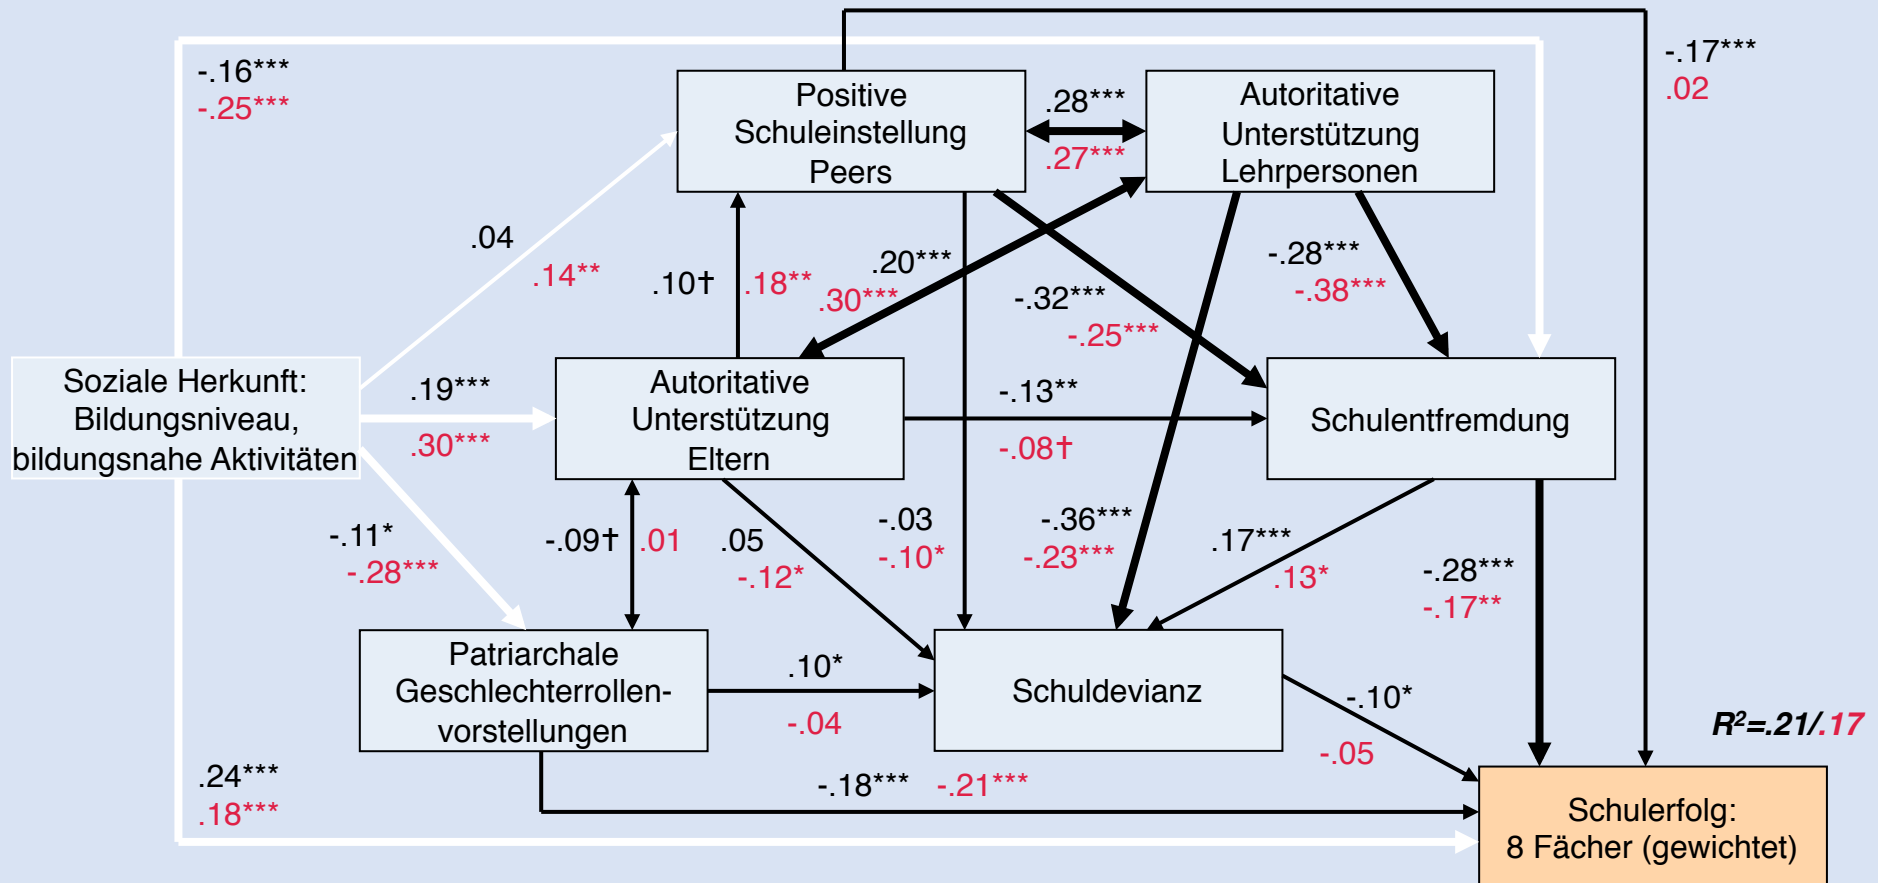 -.16***
-.25***
Positive
Schuleinstellung
Peers
.28***
.27***
Autoritative
Unterstützung
Lehrpersonen
-.17***
.02
.04
.14**
.10†
.18**
.20***
.30***
-.32***
-.25***
-.28***
-.38***
Soziale Herkunft:
Bildungsniveau,
bildungsnahe Aktivitäten
.19***
.30***
Autoritative
Unterstützung
Eltern
-.13**
-.08†
Schulentfremdung
-.11*
-.28***
-.09†
.01
.05
-.12*
-.03
-.10*
-.36***
-.23***
.17***
.13*
-.28***
-.17**
Patriarchale
Geschlechterrollen-
vorstellungen
.10*
-.04
Schuldevianz
-.10*
-.05
R²=.21/.17
.24***
.18***
-.18*** -.21***
Schulerfolg:
8 Fächer (gewichtet)